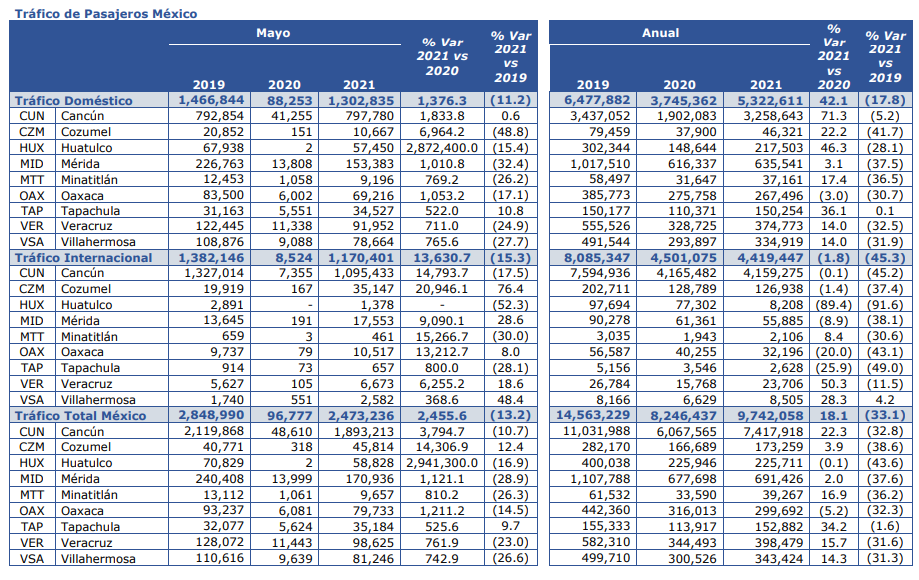 Tráfico de Pasajeros México
Mayo % Var 2021 vs 2020 % Var 2021 vs 2019 Anual % Var 2021 vs 2020 % Var 2021 vs 2019
2019 2020 2021 2019 2020 2021
Tráfico Doméstico 1,466,844 88,253 1,302,835 1,376.3 (11.2) 6,477,882 3,745,362 5,322,611 42.1 (17.8)
CUN Cancún 792,854 41,255 797,780 1,833.8 0.6 3,437,052 1,902,083 3,258,643 71.3 (5.2)
CZM Cozumel 20,852 151 10,667 6,964.2 (48.8) 79,459 37,900 46,321 22.2 (41.7)
HUX Huatulco 67,938 2 57,450 2,872,400.0 (15.4) 302,344 148,644 217,503 46.3 (28.1)
MID Mérida 226,763 13,808 153,383 1,010.8 (32.4) 1,017,510 616,337 635,541 3.1 (37.5)
MTT Minatitlán 12,453 1,058 9,196 769.2 (26.2) 58,497 31,647 37,161 17.4 (36.5)
OAX Oaxaca 83,500 6,002 69,216 1,053.2 (17.1) 385,773 275,758 267,496 (3.0) (30.7)
TAP Tapachula 31,163 5,551 34,527 522.0 10.8 150,177 110,371 150,254 36.1 0.1
VER Veracruz 122,445 11,338 91,952 711.0 (24.9) 555,526 328,725 374,773 14.0 (32.5)
VSA Villahermosa 108,876 9,088 78,664 765.6 (27.7) 491,544 293,897 334,919 14.0 (31.9)
Tráfico Internacional 1,382,146 8,524 1,170,401 13,630.7 (15.3) 8,085,347 4,501,075 4,419,447 (1.8) (45.3)
CUN Cancún 1,327,014 7,355 1,095,433 14,793.7 (17.5) 7,594,936 4,165,482 4,159,275 (0.1) (45.2)
CZM Cozumel 19,919 167 35,147 20,946.1 76.4 202,711 128,789 126,938 (1.4) (37.4)
HUX Huatulco 2,891 - 1,378 - (52.3) 97,694 77,302 8,208 (89.4) (91.6)
MID Mérida 13,645 191 17,553 9,090.1 28.6 90,278 61,361 55,885 (8.9) (38.1)
MTT Minatitlán 659 3 461 15,266.7 (30.0) 3,035 1,943 2,106 8.4 (30.6)
OAX Oaxaca 9,737 79 10,517 13,212.7 8.0 56,587 40,255 32,196 (20.0) (43.1)
TAP Tapachula 914 73 657 800.0 (28.1) 5,156 3,546 2,628 (25.9) (49.0)
VER Veracruz 5,627 105 6,673 6,255.2 18.6 26,784 15,768 23,706 50.3 (11.5)
VSA Villahermosa 1,740 551 2,582 368.6 48.4 8,166 6,629 8,505 28.3 4.2
Tráfico Total México 2,848,990 96,777 2,473,236 2,455.6 (13.2) 14,563,229 8,246,437 9,742,058 18.1 (33.1)
CUN Cancún 2,119,868 48,610 1,893,213 3,794.7 (10.7) 11,031,988 6,067,565 7,417,918 22.3 (32.8)
CZM Cozumel 40,771 318 45,814 14,306.9 12.4 282,170 166,689 173,259 3.9 (38.6)
HUX Huatulco 70,829 2 58,828 2,941,300.0 (16.9) 400,038 225,946 225,711 (0.1) (43.6)
MID Mérida 240,408 13,999 170,936 1,121.1 (28.9) 1,107,788 677,698 691,426 2.0 (37.6)
MTT Minatitlán 13,112 1,061 9,657 810.2 (26.3) 61,532 33,590 39,267 16.9 (36.2)
OAX Oaxaca 93,237 6,081 79,733 1,211.2 (14.5) 442,360 316,013 299,692 (5.2) (32.3)
TAP Tapachula 32,077 5,624 35,184 525.6 9.7 155,333 113,917 152,882 34.2 (1.6)
VER Veracruz 128,072 11,443 98,625 761.9 (23.0) 582,310 344,493 398,479 15.7 (31.6)
VSA Villahermosa 110,616 9,639 81,246 742.9 (26.6) 499,710 300,526 343,424 14.3 (31.3)